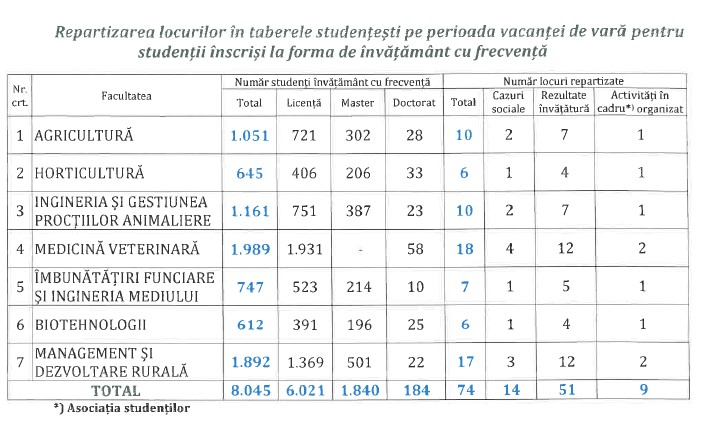 Repartizarea locurilor în taberele studențești pe perioada vacanței de vară pentru
studenții înscriși la forma de învățământ cu frecvență
Nr. crt. Facultatea Număr studenți învățământ cu frecvență Număr locuri repartizate
Total Licență Master Doctorat Total Cazuri sociale Rezultate învățătură Activități în cadru*) organizat
1 AGRICULTURĂ 1.051 721 302 28 10 2 7 1
2 HORTICULTURĂ 645 406 206 33 6 1 4 1
3 INGINERIA ȘI GESTIUNEA PROCȚIILOR ANIMALIERE 1.161 751 387 23 10 2 7 1
4 MEDICINĂ VETERINARĂ 1.989 1.931 - 58 18 4 12 2
5 ÎMBUNĂTĂȚIRI FUNCIARE ȘI INGINERIA MEDIULUI 747 523 214 10 7 1 5 1
6 BIOTEHNOLOGII 612 391 196 25 6 1 4 1
7 MANAGEMENT ȘI DEZVOLTARE RURALĂ 1.892 1.369 501 22 17 3 12 2
TOTAL 8.045 6.021 1.840 184 74 14 51 9
*) Asociația studenților